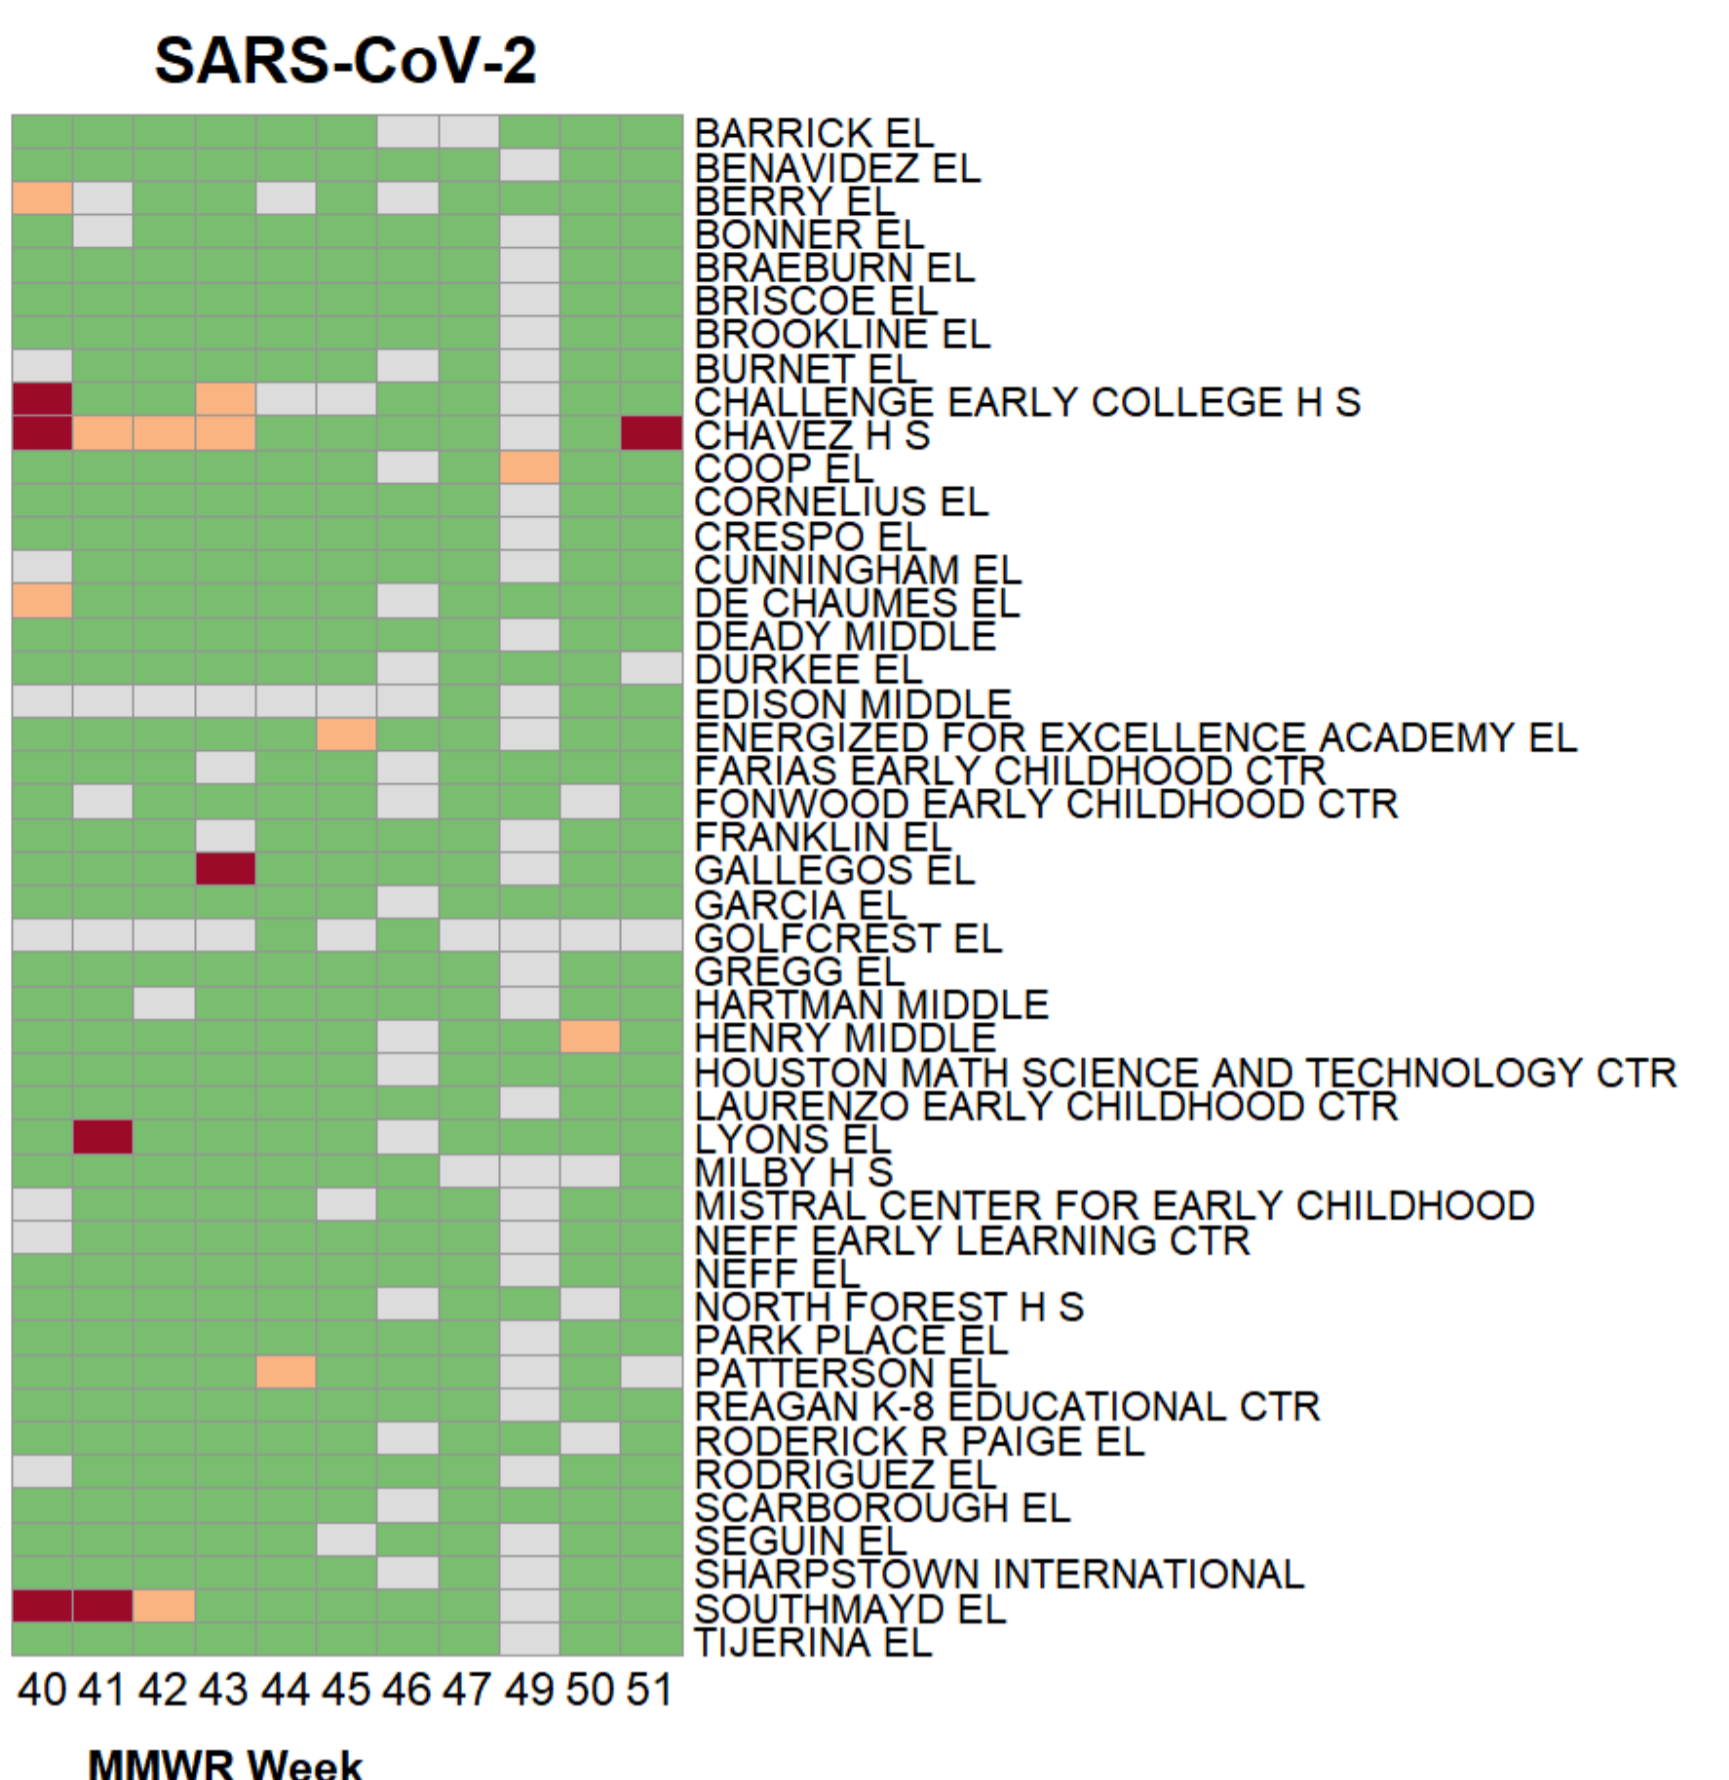 SARS-CoV-2
BARRICK EL
BENAVIDEZ EL
BERRY EL
BONNER EL
BRAEBURN EL
BRISCOE EL
BROOKLINE EL
BURNET EL
CHALLENGE EARLY COLLEGE H S
CHAVEZ H S
COOP EL
CORNELIUS EL
CRESPO EL
CUNNINGHAM EL
DE CHAUMES EL
DEADY MIDDLE
DURKEE EL
EDISON MIDDLE
ENERGIZED FOR EXCELLENCE ACADEMY EL
FARIAS EARLY CHILDHOOD CTR
FONWOOD EARLY CHILDHOOD CTR
FRANKLIN EL
GALLEGOS EL
GARCIA EL
GOLFCREST EL
GREGG EL
HARTMAN MIDDLE
HENRY MIDDLE
HOUSTON MATH SCIENCE AND TECHNOLOGY CTR
LAURENZO EARLY CHILDHOOD CTR
LYONS EL
MILBY H S
MISTRAL CENTER FOR EARLY CHILDHOOD
NEFF EARLY LEARNING CTR
NEFF EL
NORTH FOREST H S
PARK PLACE EL
PATTERSON EL
REAGAN K-8 EDUCATIONAL CTR
RODERICK R PAIGE EL
RODRIGUEZ EL
SCARBOROUGH EL
SEGUIN EL
SHARPSTOWN INTERNATIONAL
SOUTHMAYD EL
TIJERINA EL
40 41 42 43 44 45 46 47 49 50 51
MMWR Week